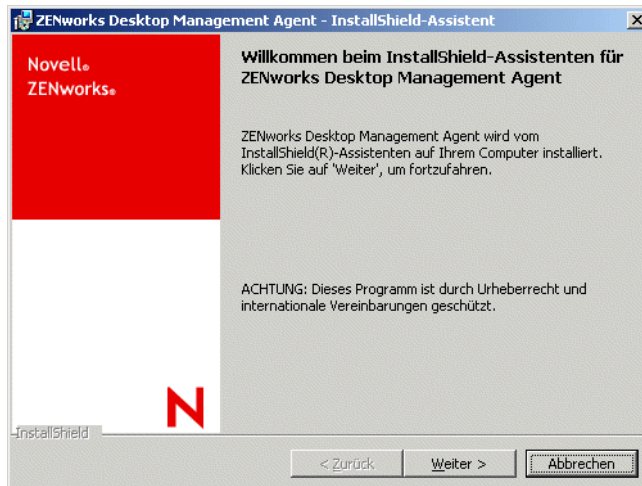 ZENworks Desktop Management Agent - InstallShield-Assistent
Novell®
ZENworks®
Willkommen beim InstallShield-Assistenten für
ZENworks Desktop Management Agent
ZENworks Desktop Management Agent wird vom
InstallShield(R)-Assistenten auf Ihrem Computer installiert.
Klicken Sie auf 'Weiter', um fortzufahren.
ACHTUNG: Dieses Programm ist durch Urheberrecht und
internationale Vereinbarungen geschützt.
N
InstallShield
< Zurück
Weiter >
Abbrechen